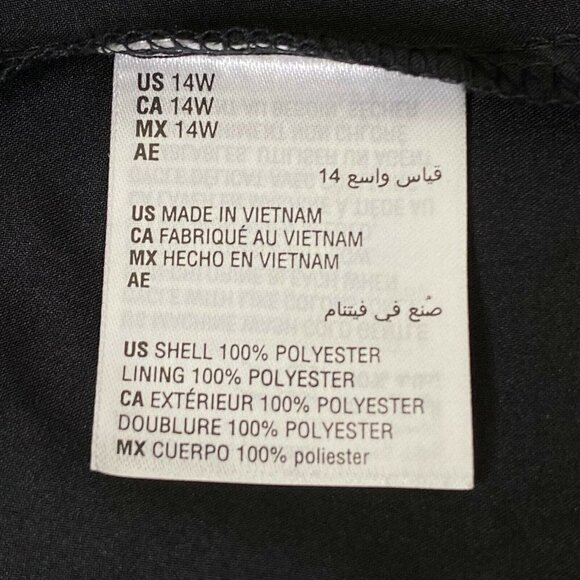 US 14W
CA 14W
MX 14W
AE
قياس واسع 14
US MADE IN VIETNAM
CA FABRIQUÉ AU VIETNAM
MX HECHO EN VIETNAM
AE
صُنع في فيتنام
US SHELL 100% POLYESTER
LINING 100% POLYESTER
CA EXTÉRIEUR 100% POLYESTER
DOUBLURE 100% POLYESTER
MX CUERPO 100% poliester